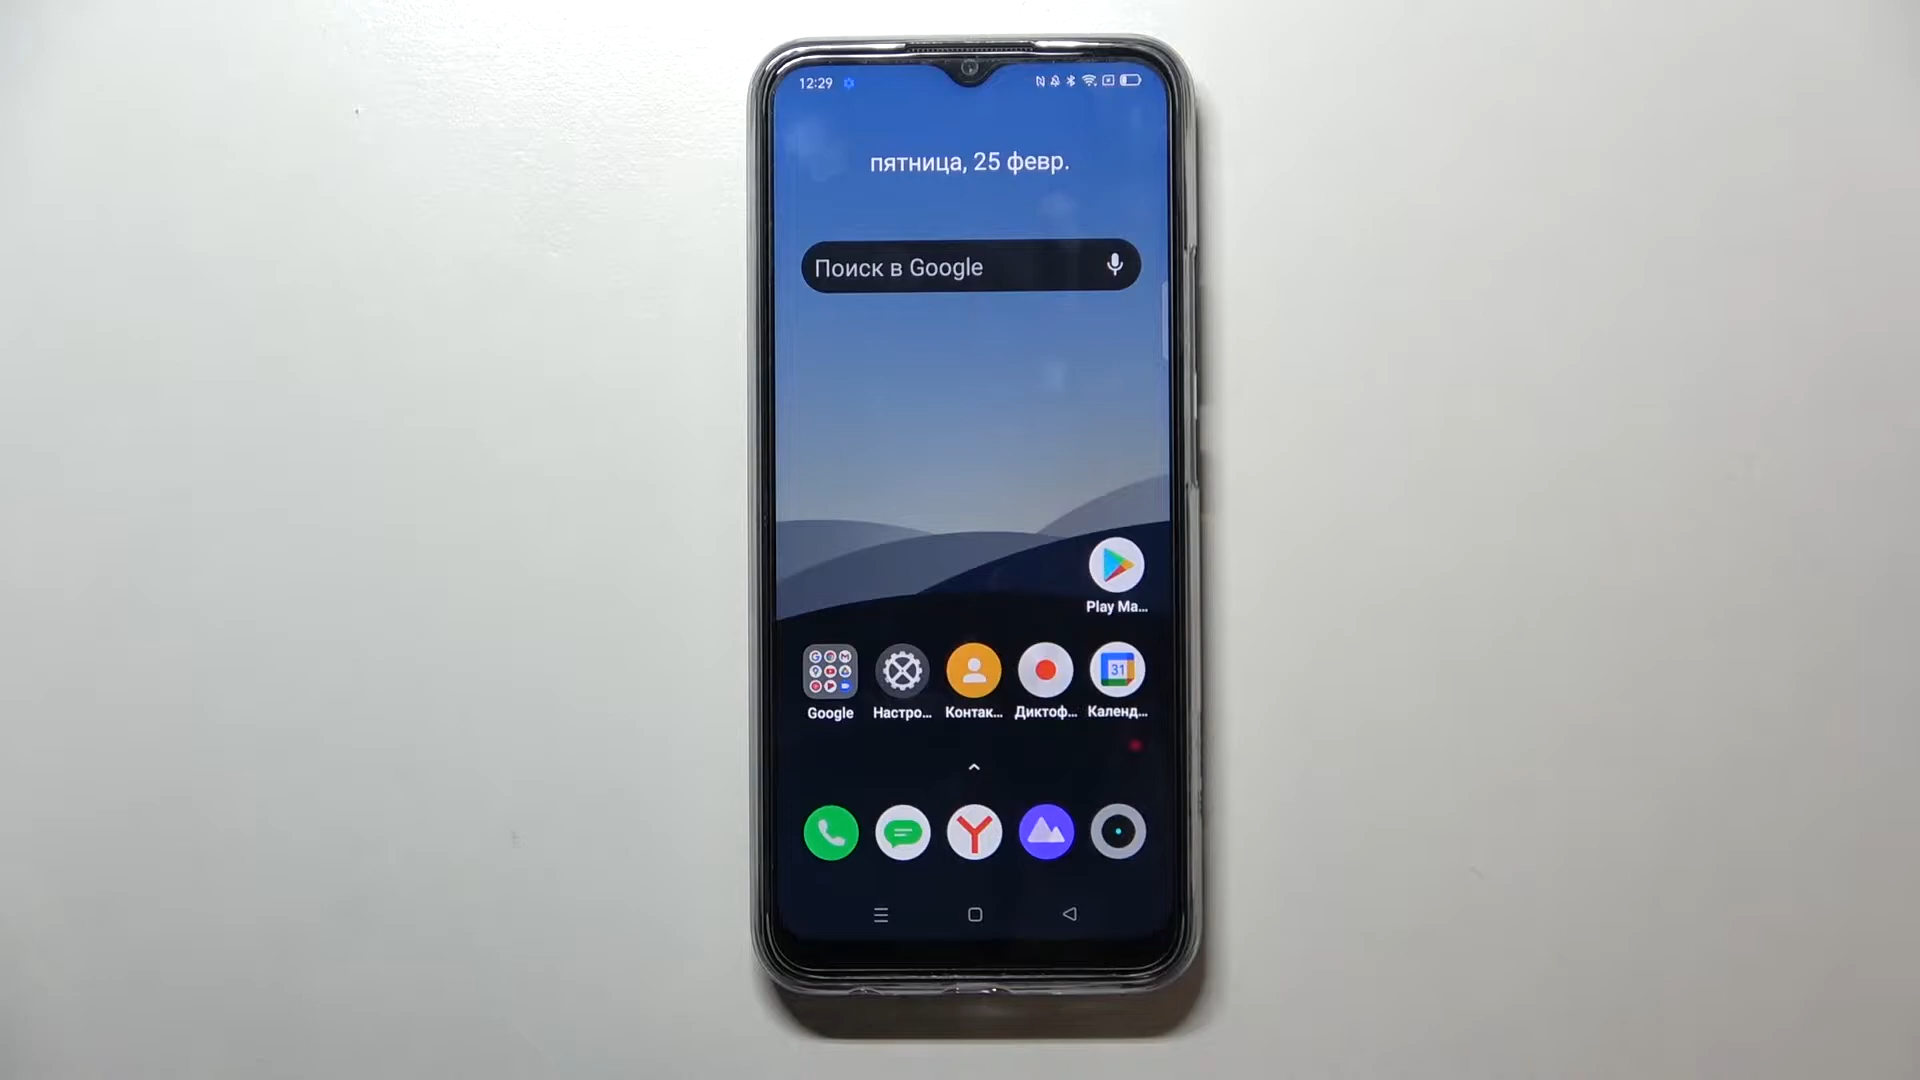 12:29
пятница, 25 февр.
Поиск в Google
Play Ma...
Google
Настро...
Контак...
Диктоф...
31
Календ...